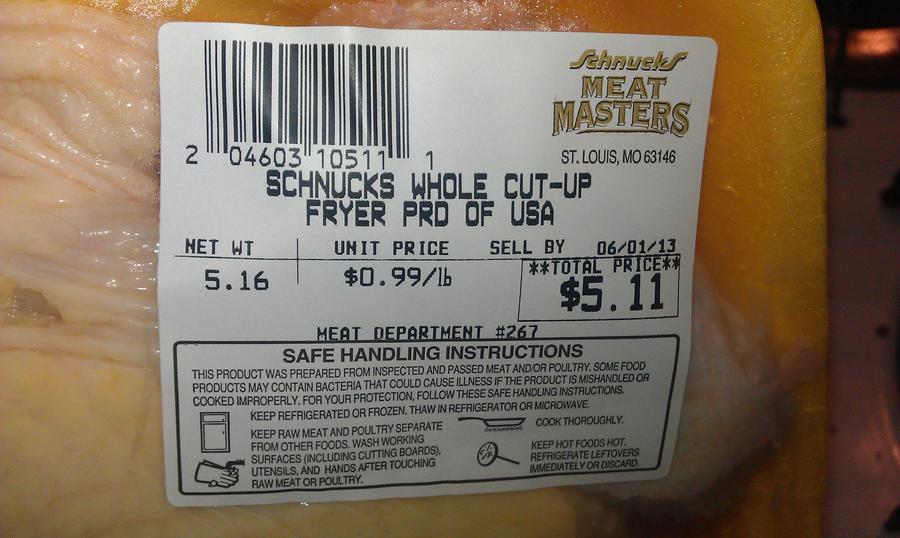 Schnucks
MEAT
MASTERS
ST. LOUIS, MO 63146
2 04603 10511 1
SCHNUCKS WHOLE CUT-UP
FRYER PRD OF USA
NET WT UNIT PRICE SELL BY 06/01/13
5.16 $0.99/lb **TOTAL PRICE**
$5.11
MEAT DEPARTMENT #267
SAFE HANDLING INSTRUCTIONS
THIS PRODUCT WAS PREPARED FROM INSPECTED AND PASSED MEAT AND/OR POULTRY. SOME FOOD
PRODUCTS MAY CONTAIN BACTERIA THAT COULD CAUSE ILLNESS IF THE PRODUCT IS MISHANDLED OR
COOKED IMPROPERLY. FOR YOUR PROTECTION, FOLLOW THESE SAFE HANDLING INSTRUCTIONS.
KEEP REFRIGERATED OR FROZEN. THAW IN REFRIGERATOR OR MICROWAVE.
KEEP RAW MEAT AND POULTRY SEPARATE
FROM OTHER FOODS. WASH WORKING
SURFACES (INCLUDING CUTTING BOARDS),
UTENSILS, AND HANDS AFTER TOUCHING
RAW MEAT OR POULTRY.
COOK THOROUGHLY.
KEEP HOT FOODS HOT.
REFRIGERATE LEFTOVERS
IMMEDIATELY OR DISCARD.